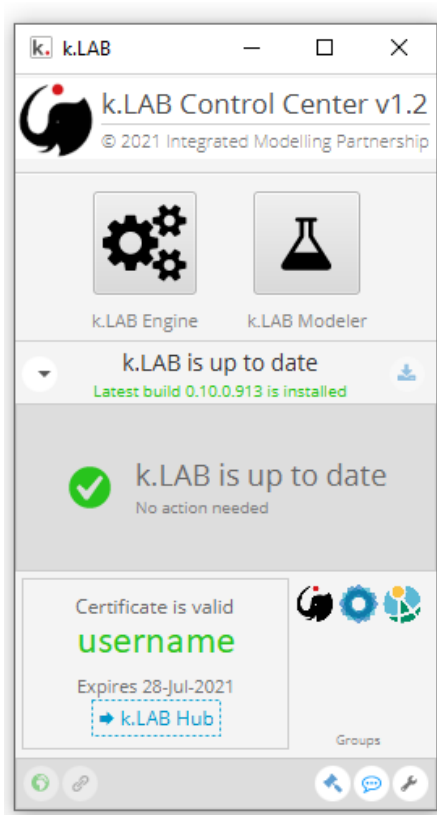 k. k.LAB
k.LAB Control Center v1.2
© 2021 Integrated Modelling Partnership
k.LAB Engine k.LAB Modeler
k.LAB is up to date
Latest build 0.10.0.913 is installed
k.LAB is up to date
No action needed
Certificate is valid
username
Expires 28-Jul-2021
k.LAB Hub
Groups